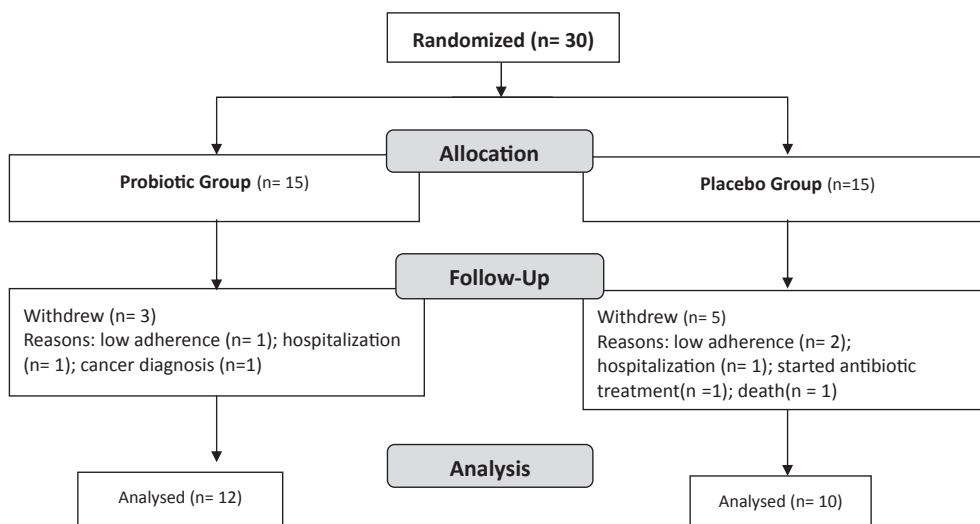 Randomized (n= 30)
Allocation
Probiotic Group (n= 15)
Placebo Group (n=15)
Follow-Up
Withdrew (n= 3)
Reasons: low adherence (n= 1); hospitalization
(n= 1); cancer diagnosis (n=1)
Withdrew (n= 5)
Reasons: low adherence (n= 2);
hospitalization (n= 1); started antibiotic
treatment(n =1); death(n = 1)
Analysis
Analysed (n= 12)
Analysed (n= 10)